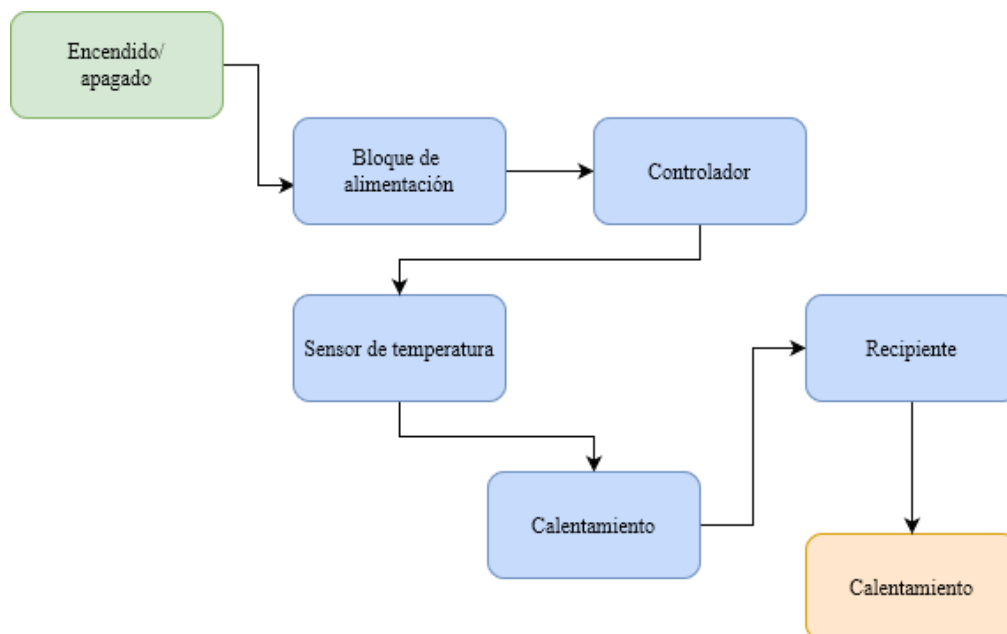 Encendido/
apagado
Bloque de
alimentación
Controlador
Sensor de temperatura
Recipiente
Calentamiento
Calentamiento